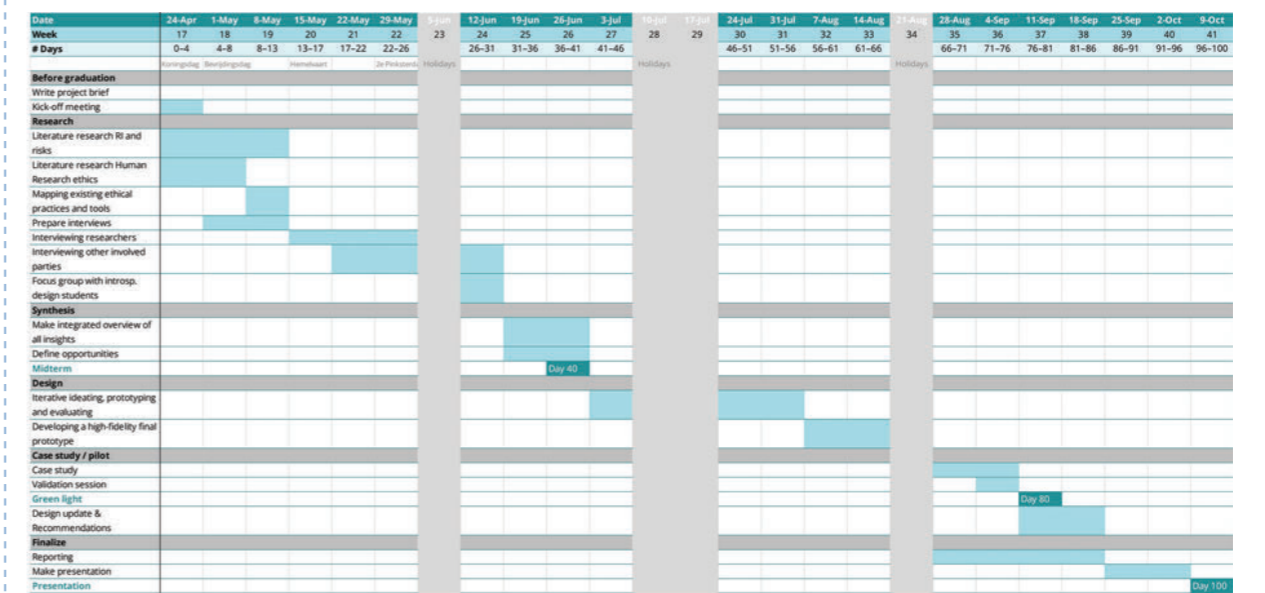 Date 24-Apr 1-May 8-May 15-May 22-May 29-May 5-Jun 12-Jun 19-Jun 26-Jun 3-Jul 10-Jul 17-Jul 24-Jul 31-Jul 7-Aug 14-Aug 21-Aug 28-Aug 4-Sep 11-Sep 18-Sep 25-Sep 2-Oct 9-Oct
Week 17 18 19 20 21 22 23 24 25 26 27 28 29 30 31 32 33 34 35 36 37 38 39 40 41
# Days 0–4 4–8 8–13 13–17 17–22 22–26 26–31 31–36 36–41 41–46 46–51 51–56 56–61 61–66 66–71 71–76 76–81 81–86 86–91 91–96 96–100
Koningsdag Bevrijdingsdag Hemelvaart 2e Holidays Holidays Holidays
Before graduation
Write project brief
Kick-off meeting
Research
Literature research RI and
risks
Literature research Human
Research ethics
Mapping existing ethical
practices and tools
Prepare interviews
Interviewing researchers
Interviewing other involved
parties
Focus group with introsp.
design students
Synthesis
Make integrated overview of
all insights
Define opportunities
Midterm Day 40
Design
Iterative ideating, prototyping
and evaluating
Developing a high-fidelity final
prototype
Case study / pilot
Case study
Validation session
Green light Day 80
Design update &
Recommendations
Finalize
Reporting
Make presentation
Presentation Day 100